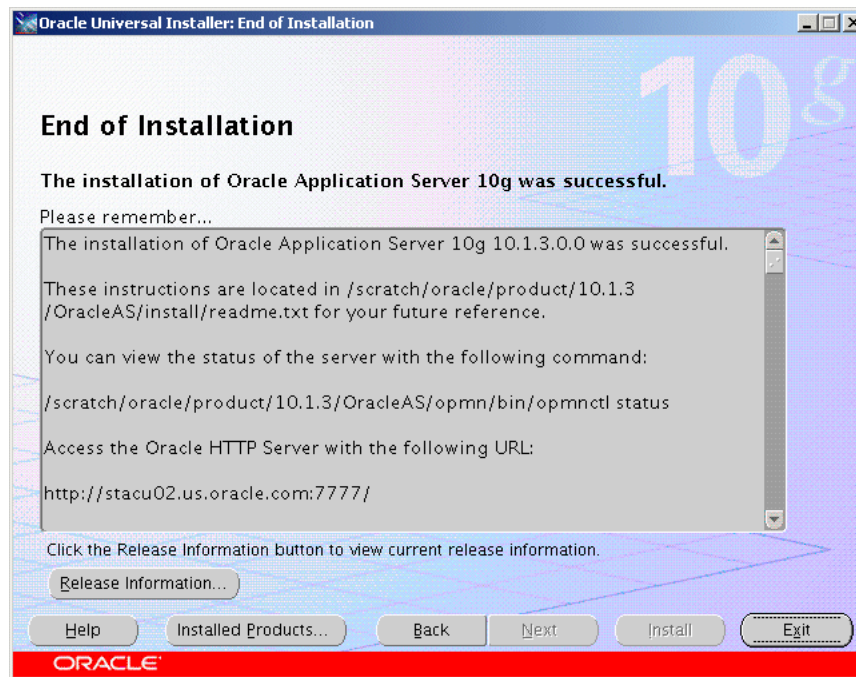 Oracle Universal Installer: End of Installation
10g
End of Installation
The installation of Oracle Application Server 10g was successful.
Please remember...
The installation of Oracle Application Server 10g 10.1.3.0.0 was successful.
These instructions are located in /scratch/oracle/product/10.1.3
/OracleAS/install/readme.txt for your future reference.
You can view the status of the server with the following command:
/scratch/oracle/product/10.1.3/OracleAS/opmn/bin/opmnctl status
Access the Oracle HTTP Server with the following URL:
http://stacu02.us.oracle.com:7777/
Click the Release Information button to view current release information.
Release Information...
Help Installed Products... Back Next Install Exit
ORACLE